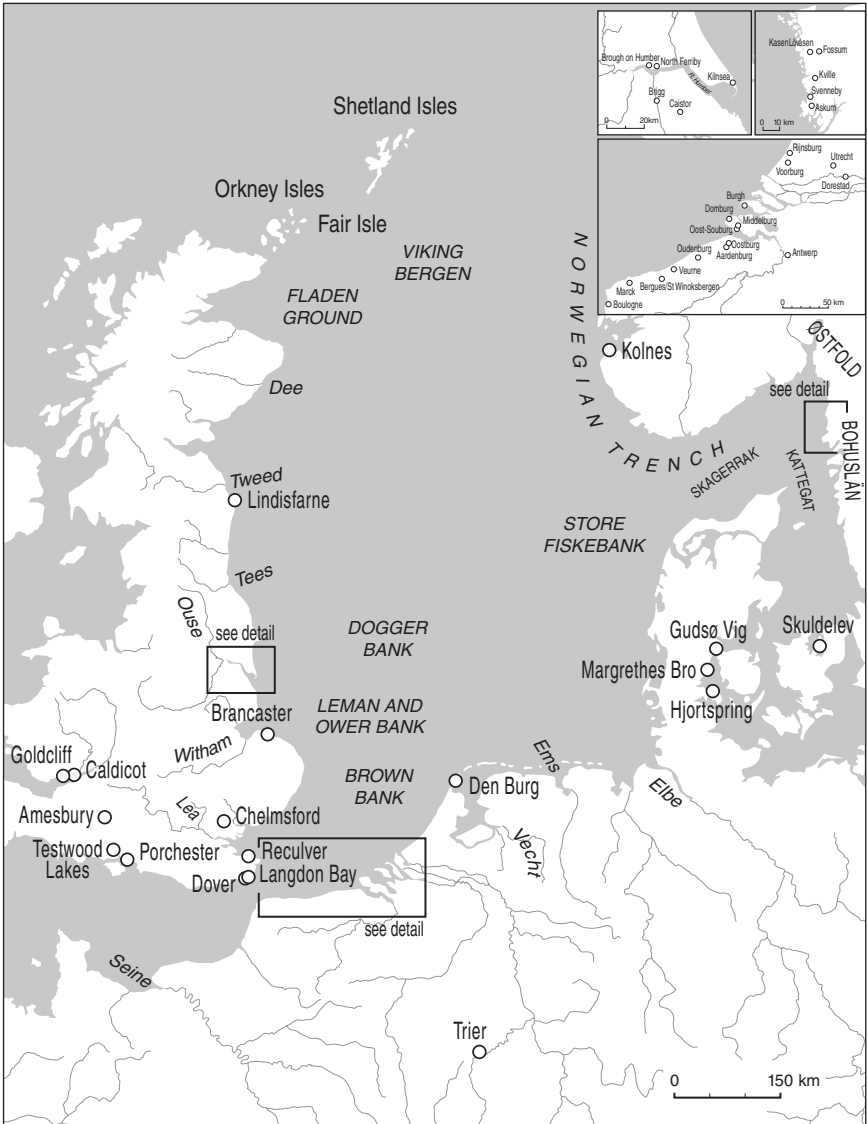 Shetland Isles
Orkney Isles
Fair Isle
VIKING
BERGEN
FLADEN
GROUND
NORWEGIAN TRENCH
Kolnes
ØSTFOLD
see detail
BOHUSLÄN
Dee
SKAGERRAK
KATTEGAT
Tweed
Lindisfarne
STORE
FISKEBANK
Tees
Ouse
see detail
DOGGER
BANK
Gudsø Vig
Skuldelev
Margrethes Bro
Hjortspring
LEMAN AND
OWER BANK
Brancaster
Witham
Goldcliff
Caldicot
BROWN
BANK
Ems
Den Burg
Elbe
Amesbury
Lea
Chelmsford
Vecht
Testwood
Lakes
Porchester
Reculver
Dover
Langdon Bay
see detail
Seine
Trier
0 150 km
Brough on Humber
North Ferriby
Kilnsea
R. Humber
Brigg
Caistor
0 20km
Kasen Lövåsen
Fossum
Kville
Svenneby
Askum
0 10 km
Rijnsburg
Voorburg
Utrecht
Dorestad
Burgh
Domburg
Middelburg
Oost-Souburg
Oostburg
Oudenburg
Aardenburg
Antwerp
Veurne
Bergues/St Winoksbergen
Marck
Boulogne
0 50 km